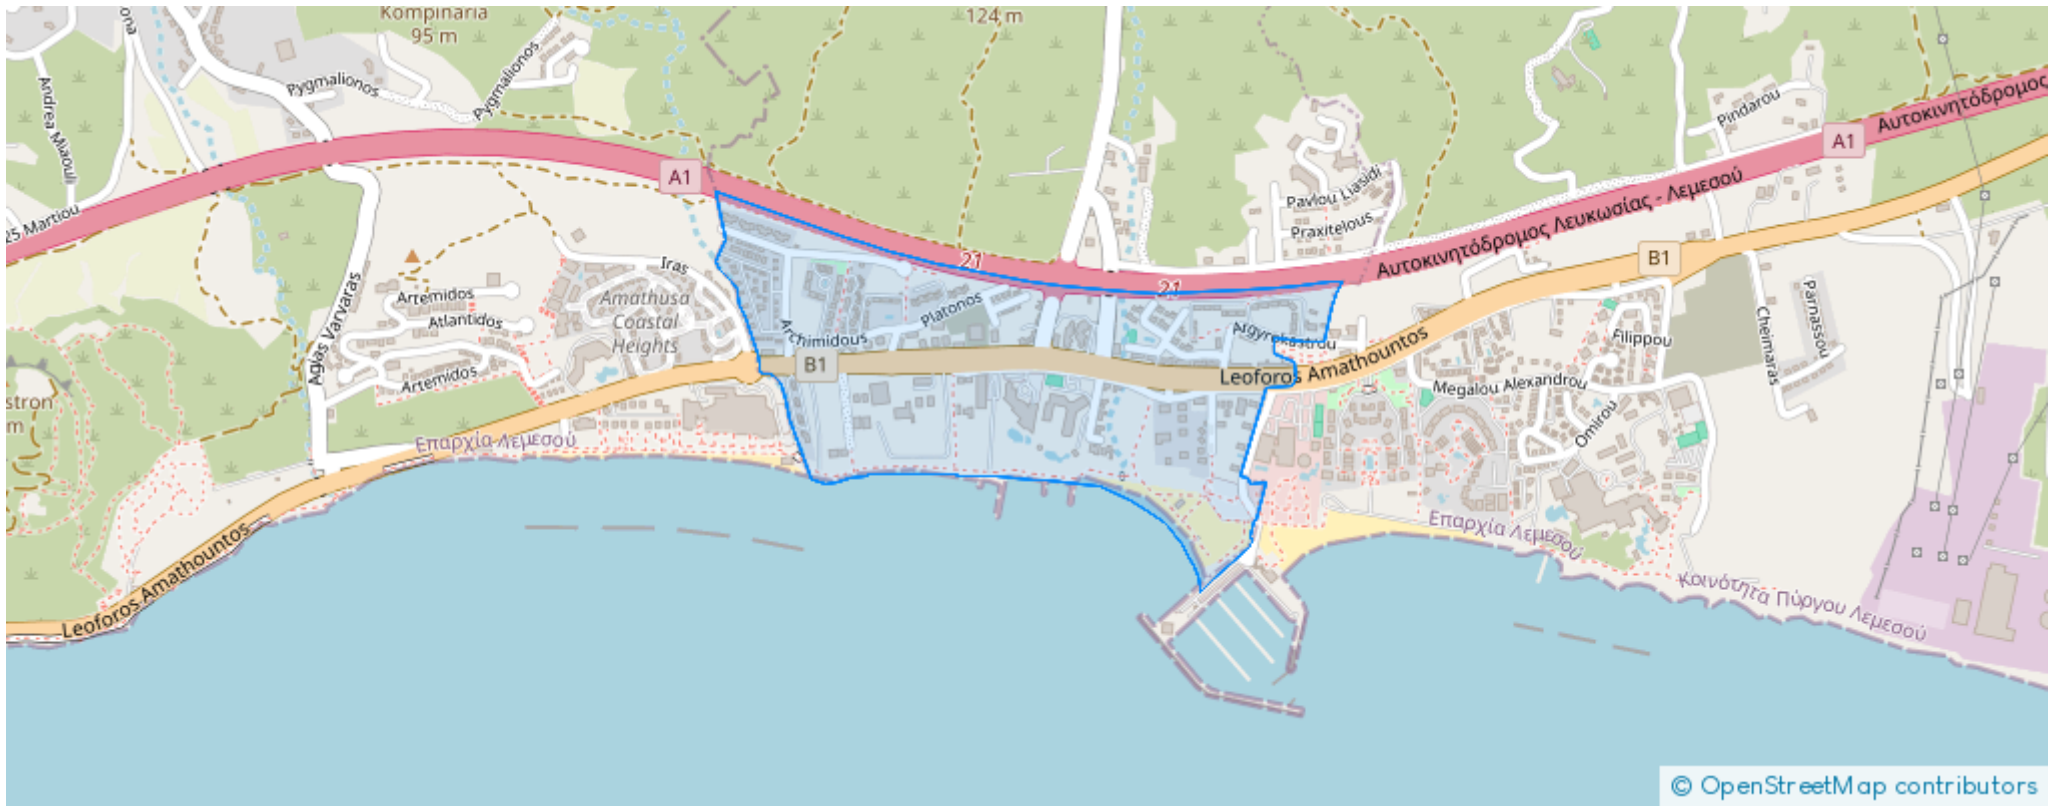 Kompinaria
95 m
124 m
ona
Pygmalionos
Pygmalionos
Andrea Miaouli
Pindarou
Αυτοκινητόδρομος
A1
A1
25 Martiou
Pavlou Liasidi
Praxitelous
Αυτοκινητόδρομος Λευκωσίας - Λεμεσού
B1
21
21
Iras
Artemidos
Atlantidos
Amathusa
Coastal
Heights
Agias Varvaras
Artemidos
Platonos
Archimidous
Argyrokastrou
B1
Leoforos Amathountos
Filippou
Parnassou
Cheimaras
Megalou Alexandrou
Omirou
stron
m
Επαρχία Λεμεσού
Επαρχία Λεμεσού
Leoforos Amathountos
Κοινότητα Πύργου Λεμεσού
© OpenStreetMap contributors